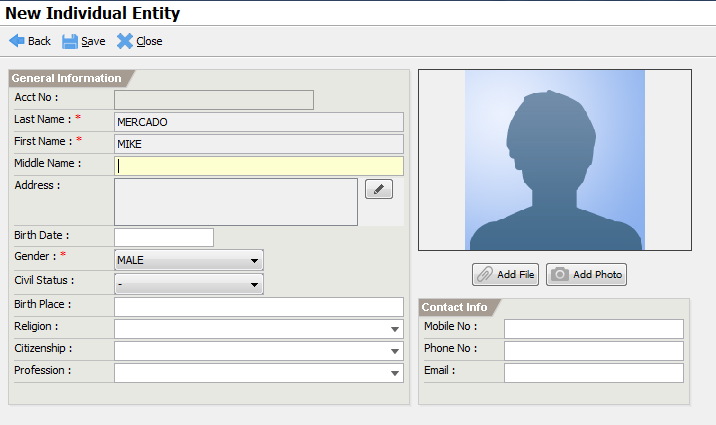 New Individual Entity
Back Save Close
General Information
Acct No :
Last Name : * MERCADO
First Name : * MIKE
Middle Name :
Address :
Birth Date :
Gender : * MALE
Civil Status : -
Birth Place :
Religion :
Citizenship :
Profession :
Add File Add Photo
Contact Info
Mobile No :
Phone No :
Email :